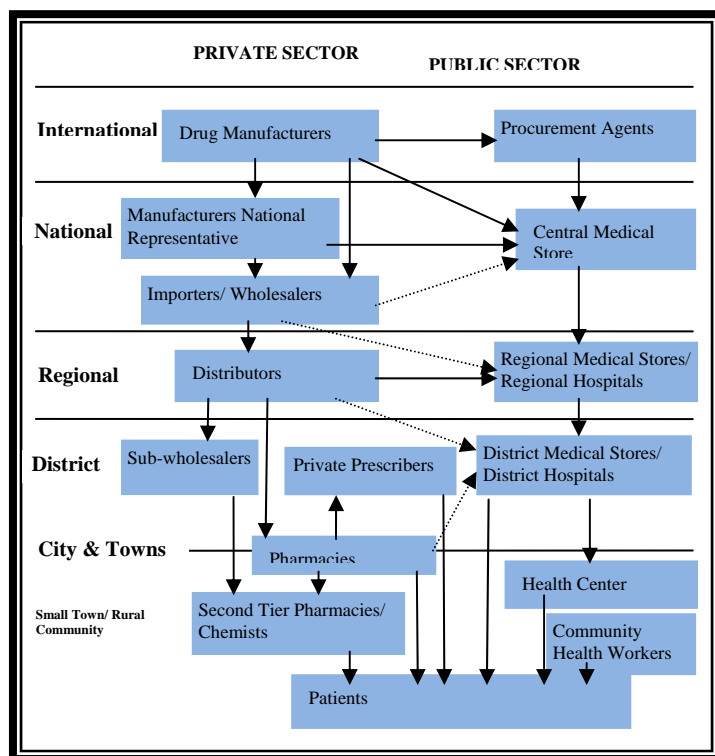 PRIVATE SECTOR
PUBLIC SECTOR
International
Drug Manufacturers
Procurement Agents
National
Manufacturers National
Representative
Central Medical
Store
Importers/ Wholesalers
Regional
Distributors
Regional Medical Stores/
Regional Hospitals
District
Sub-wholesalers
Private Prescribers
District Medical Stores/
District Hospitals
City & Towns
Pharmacies
Health Center
Small Town/ Rural
Community
Second Tier Pharmacies/
Chemists
Community
Health Workers
Patients